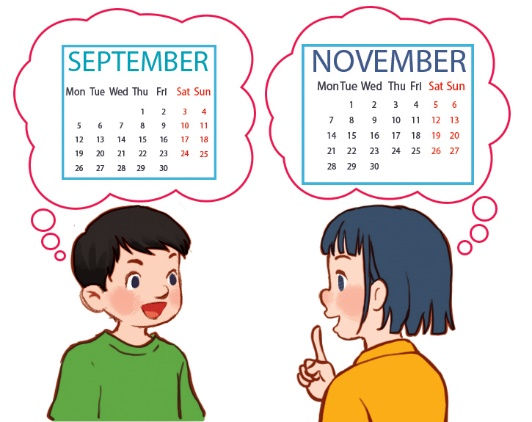 SEPTEMBER
Mon Tue Wed Thu Fri Sat Sun
1 2 3 4
5 6 7 8 9 10 11
12 13 14 15 16 17 18
19 20 21 22 23 24 25
26 27 28 29 30
NOVEMBER
Mon Tue Wed Thu Fri Sat Sun
1 2 3 4 5 6
7 8 9 10 11 12 13
14 15 16 17 18 19 20
21 22 23 24 25 26 27
28 29 30